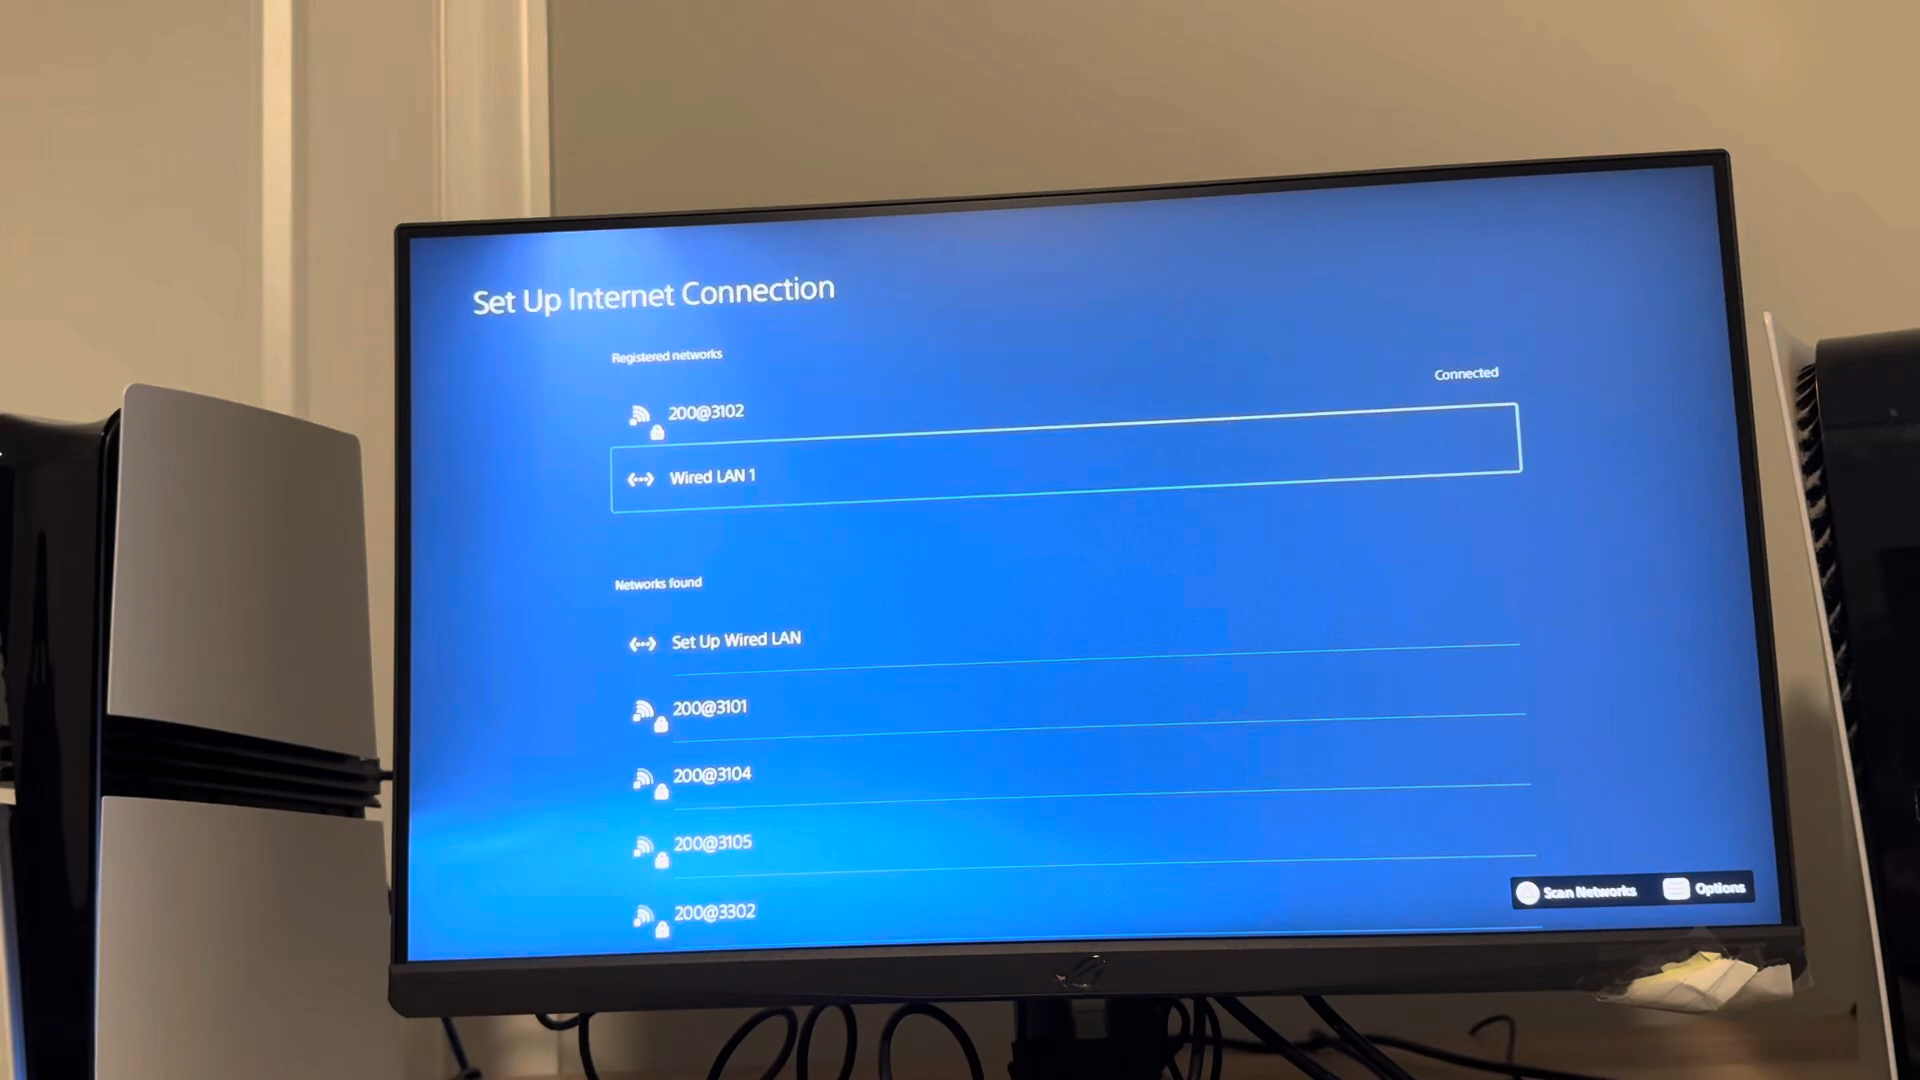 Set Up Internet Connection
Registered networks
Connected
200@3102
Wired LAN 1
Networks found
Set Up Wired LAN
200@3101
200@3104
200@3105
200@3302
Scan Networks
Options